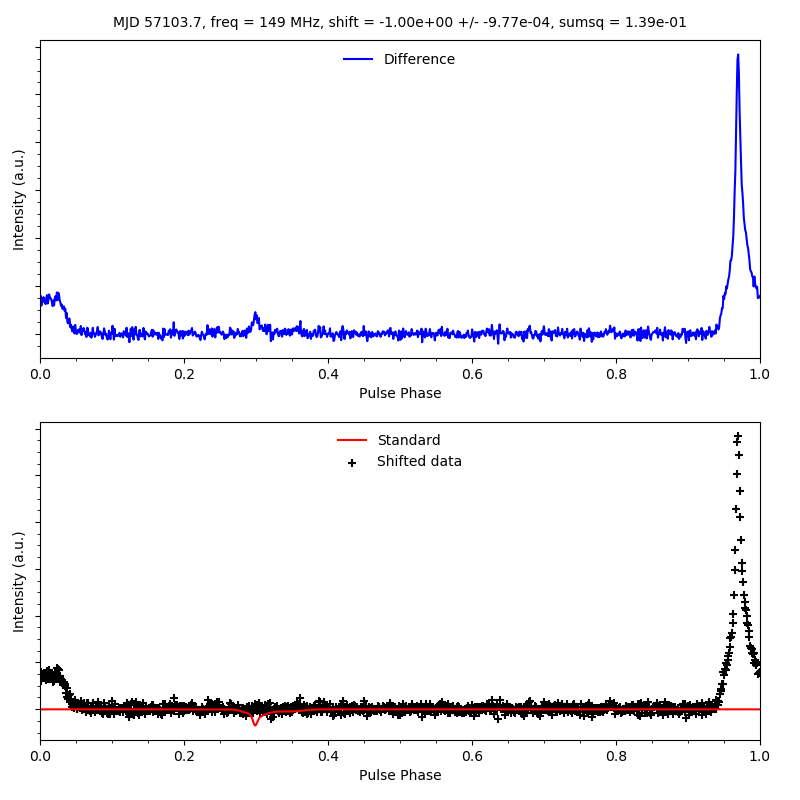 MJD 57103.7, freq = 149 MHz, shift = -1.00e+00 +/- -9.77e-04, sumsq = 1.39e-01
Difference
Intensity (a.u.)
0.0 0.2 0.4 0.6 0.8 1.0
Pulse Phase
Standard
Shifted data
Intensity (a.u.)
0.0 0.2 0.4 0.6 0.8 1.0
Pulse Phase